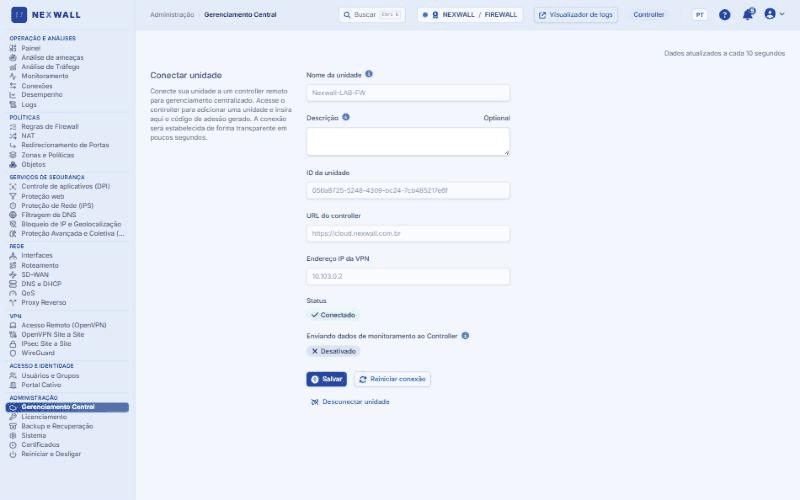 NEXWALL
Administração › Gerenciamento Central
Buscar Ctrl K
NEXWALL / FIREWALL
Visualizador de logs
Controller
PT
Dados atualizados a cada 10 segundos
OPERAÇÃO E ANÁLISES
Painel
Análise de ameaças
Análise de Tráfego
Monitoramento
Conexões
Desempenho
Logs
POLÍTICAS
Regras de Firewall
NAT
Redirecionamento de Portas
Zonas e Políticas
Objetos
SERVIÇOS DE SEGURANÇA
Controle de aplicativos (DPI)
Proteção web
Proteção de Rede (IPS)
Filtragem de DNS
Bloqueio de IP e Geolocalização
Proteção Avançada e Coletiva (...
REDE
Interfaces
Roteamento
SD-WAN
DNS e DHCP
QoS
Proxy Reverso
VPN
Acesso Remoto (OpenVPN)
OpenVPN Site a Site
IPsec Site a Site
WireGuard
ACESSO E IDENTIDADE
Usuários e Grupos
Portal Cativo
ADMINISTRAÇÃO
Gerenciamento Central
Licenciamento
Backup e Recuperação
Sistema
Certificados
Reiniciar e Desligar
Conectar unidade
Conecte sua unidade a um controller remoto
para gerenciamento centralizado. Acesse o
controller para adicionar uma unidade e insira
aqui o código de adesão gerado. A conexão
será estabelecida de forma transparente em
poucos segundos.
Nome da unidade
Nexwall-LAB-FW
Descrição Optional
ID da unidade
056a8725-5248-4309-bc24-7cb485217e6f
URL do controller
https://cloud.nexwall.com.br
Endereço IP da VPN
10.103.0.2
Status
Conectado
Enviando dados de monitoramento ao Controller
Desativado
Salvar
Reiniciar conexão
Desconectar unidade